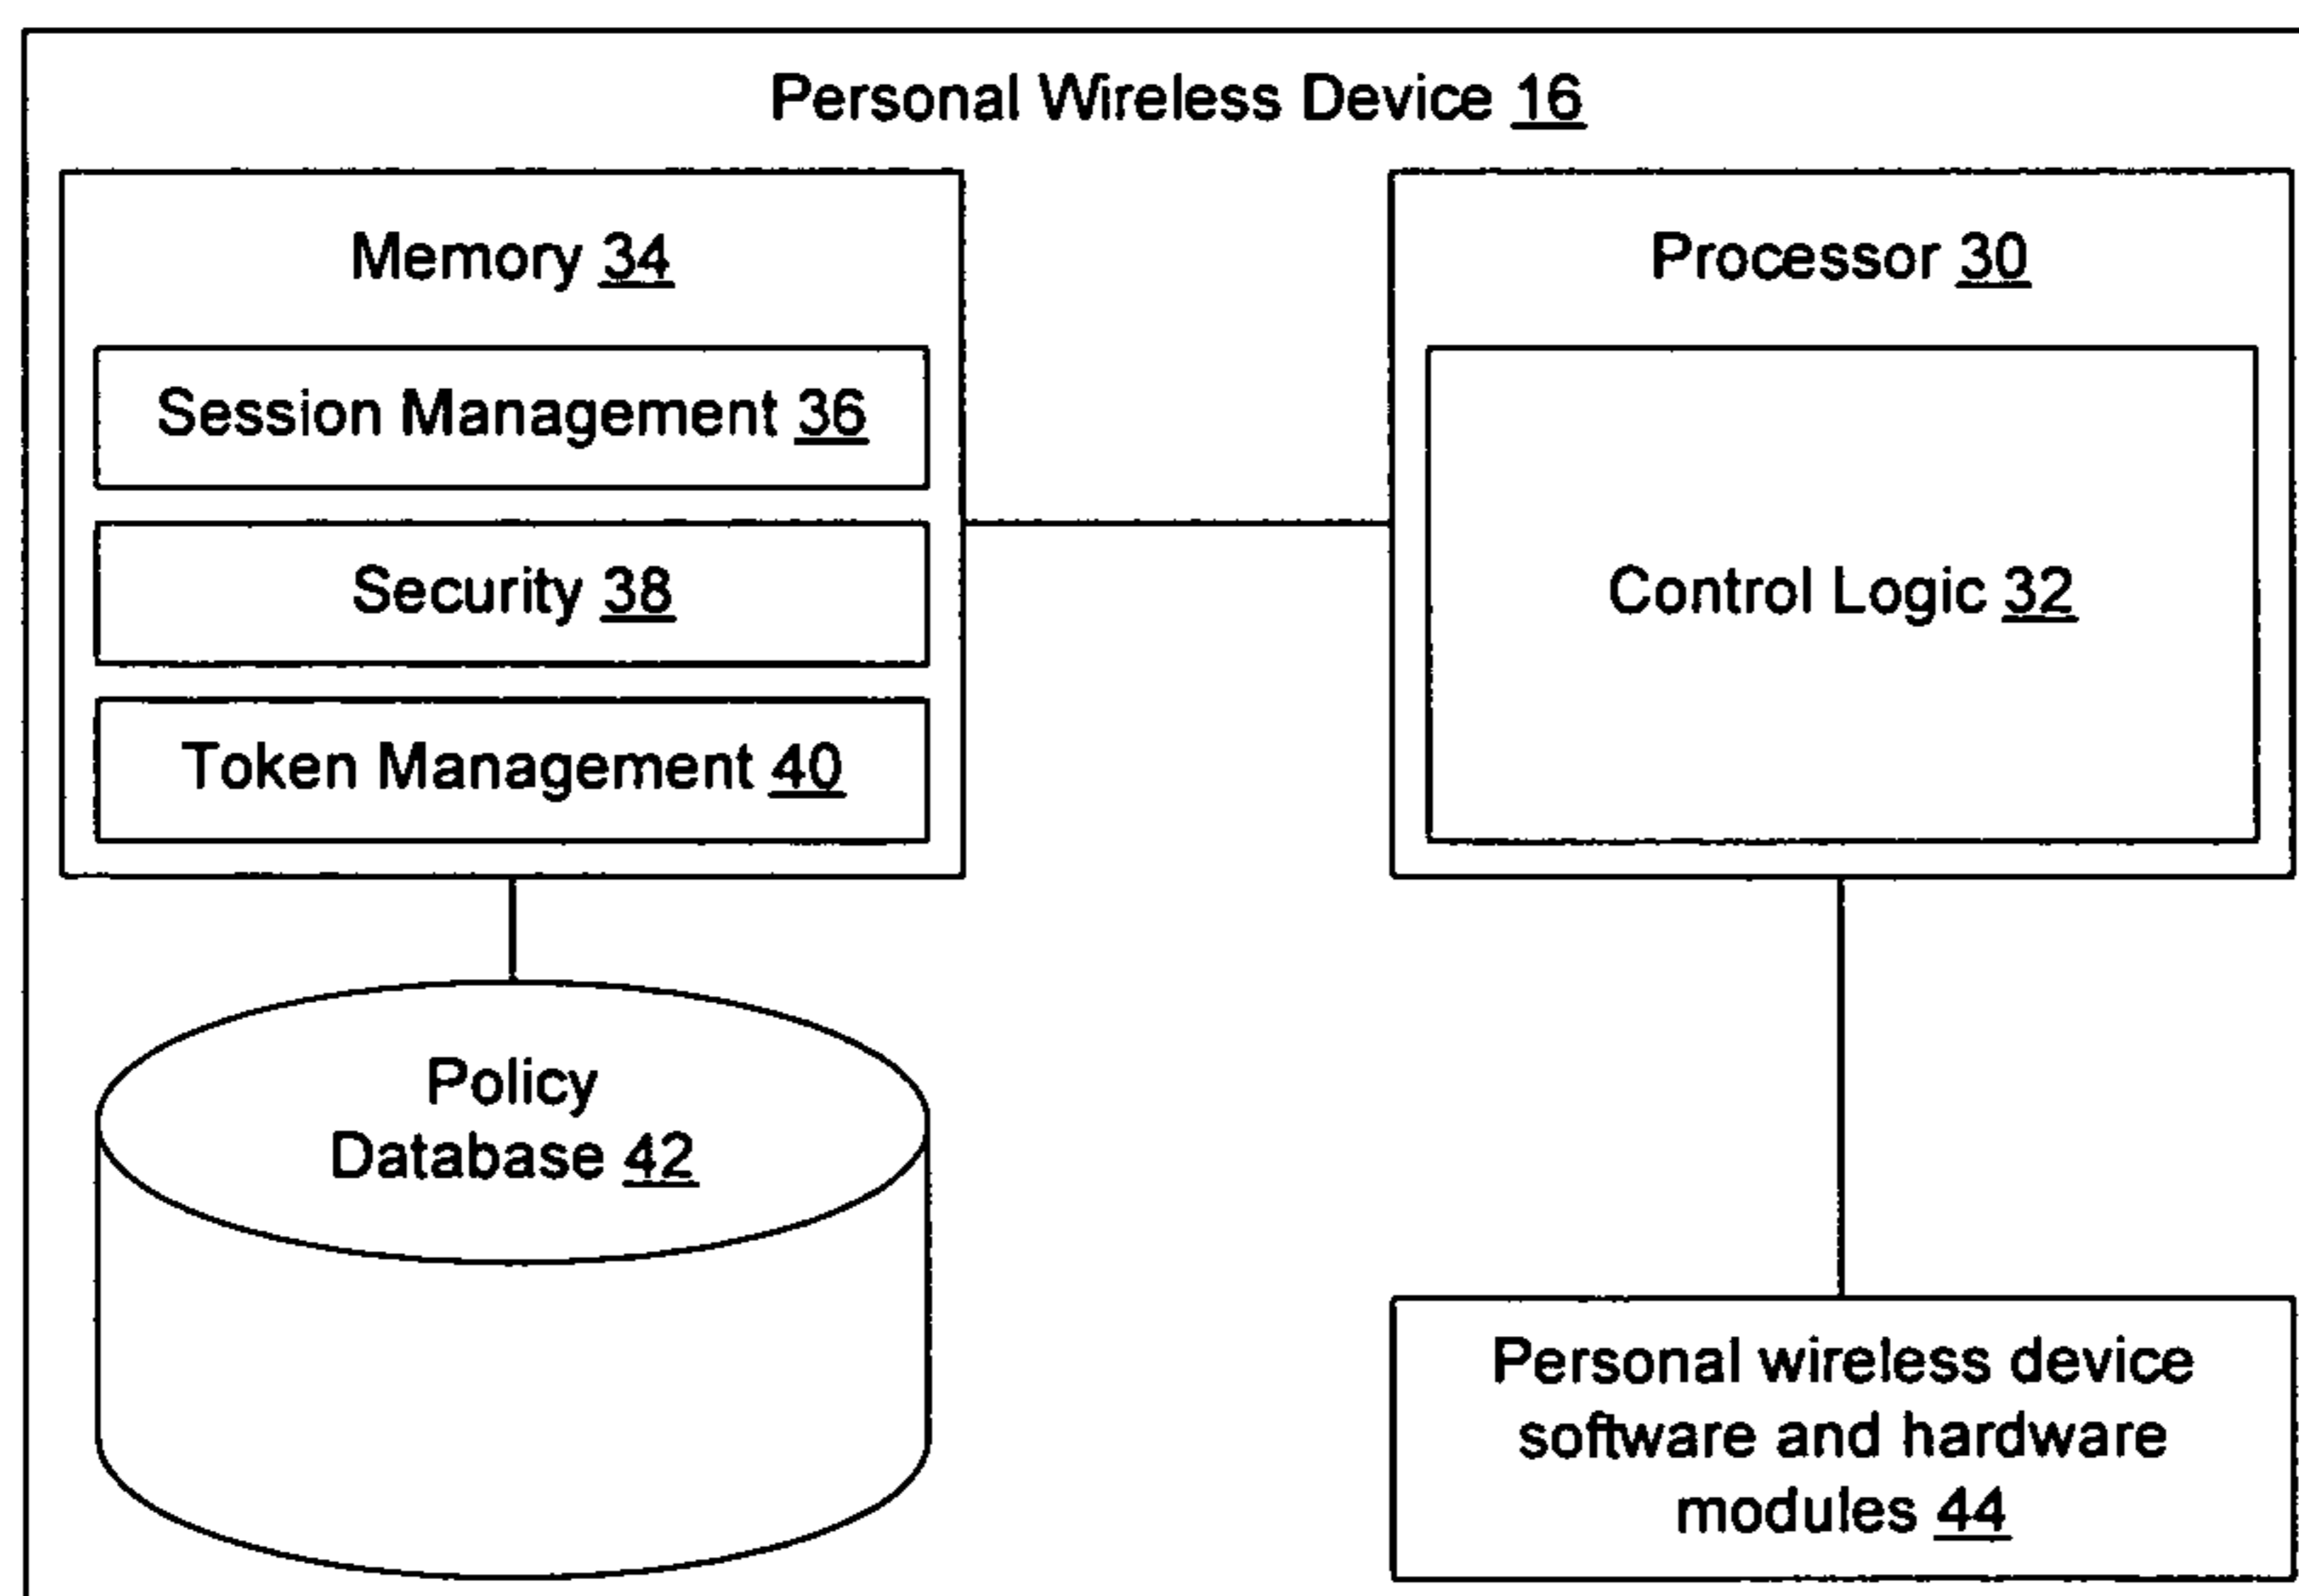 Personal Wireless Device 16
Memory 34
Session Management 36
Security 38
Token Management 40
Policy
Database 42
Processor 30
Control Logic 32
Personal wireless device
software and hardware
modules 44